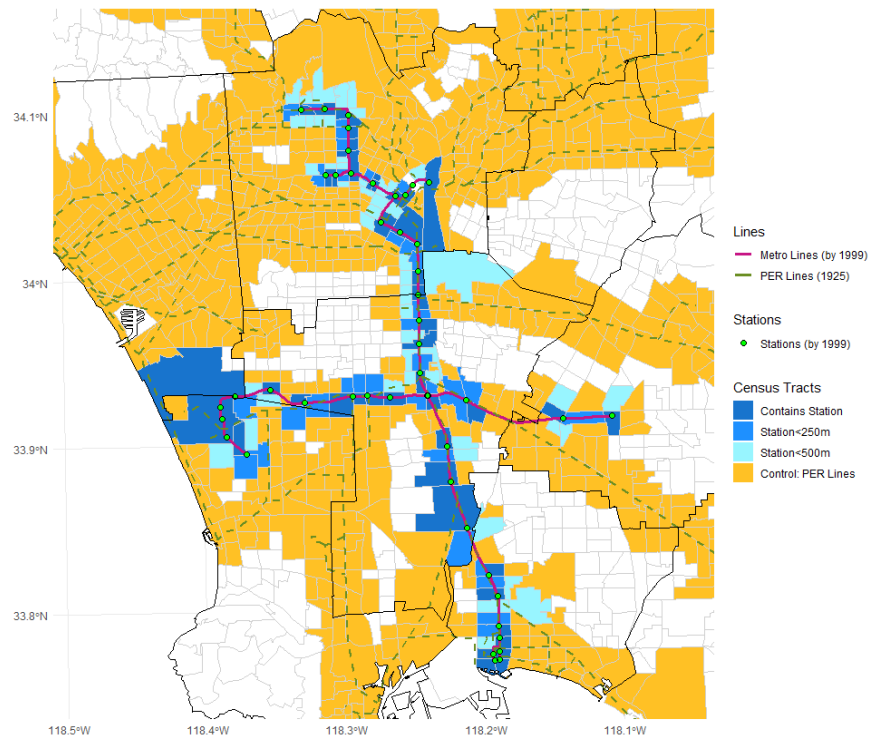 34.1°N
34°N
33.9°N
33.8°N
118.5°W
118.4°W
118.3°W
118.2°W
118.1°W
Lines
Metro Lines (by 1999)
PER Lines (1925)
Stations
Stations (by 1999)
Census Tracts
Contains Station
Station<250m
Station<500m
Control: PER Lines